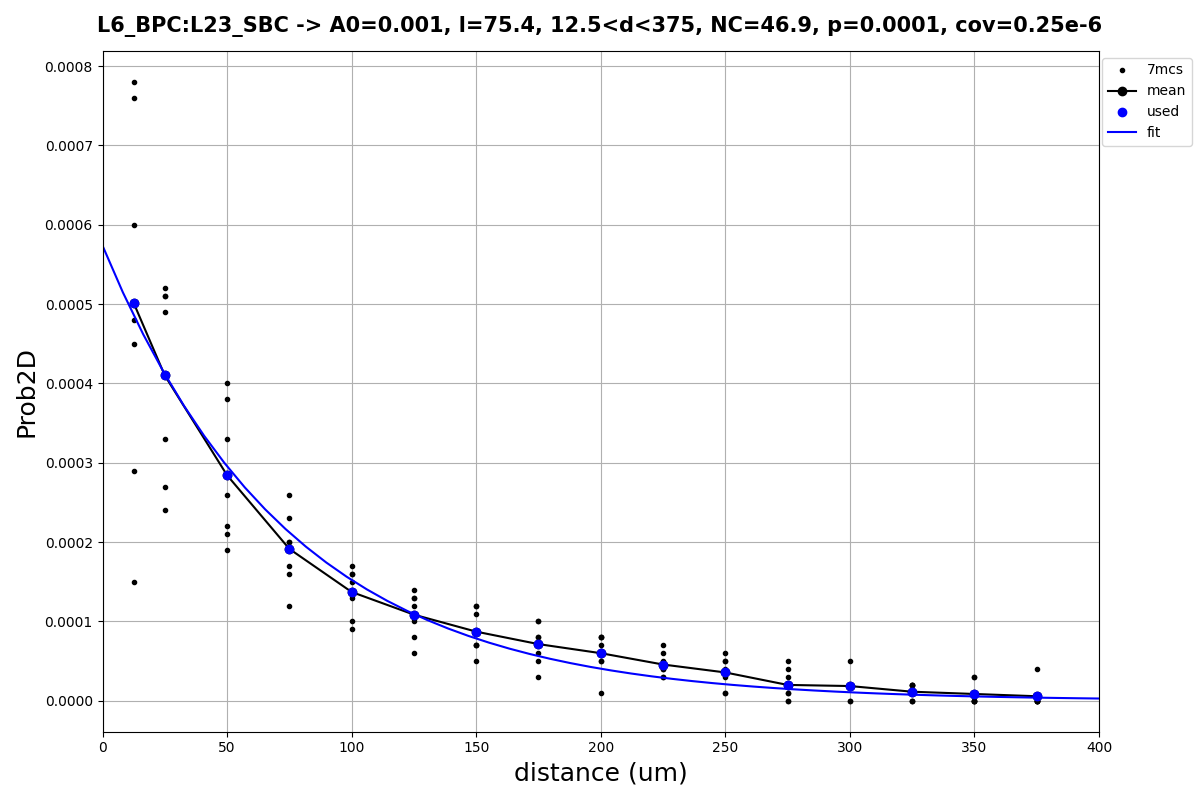 L6_BPC:L23_SBC -> A0=0.001, l=75.4, 12.5<d<375, NC=46.9, p=0.0001, cov=0.25e-6
0.0008
0.0007
0.0006
0.0005
0.0004
0.0003
0.0002
0.0001
0.0000
Prob2D
0 50 100 150 200 250 300 350 400
distance (um)
7mcs
mean
used
fit